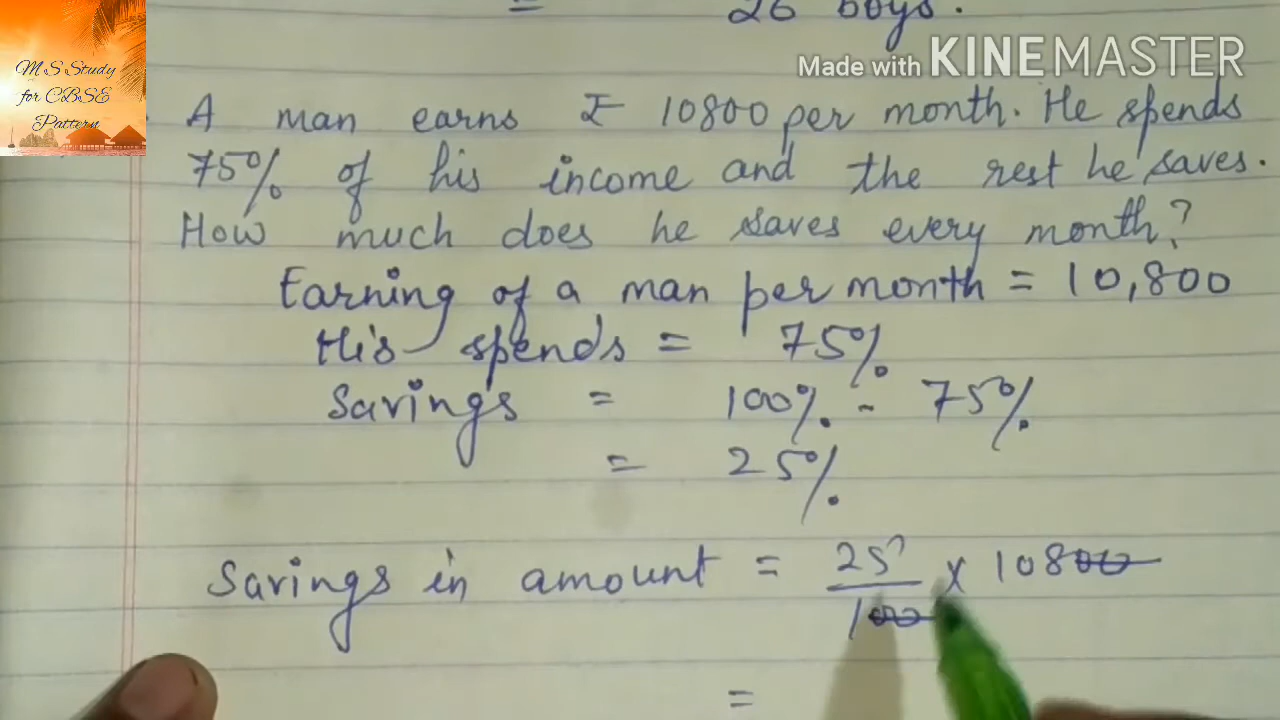 = 26 boys.
Made with KINEMASTER
M.S Study
for CBSE
Pattern
A man earns ₹ 10800 per month. He spends
75% of his income and the rest he saves.
How much does he saves every month?
Earning of a man per month = 10,800
His spends = 75%
Savings = 100% - 75%
= 25%
Savings in amount = 25/100 x 10800
=